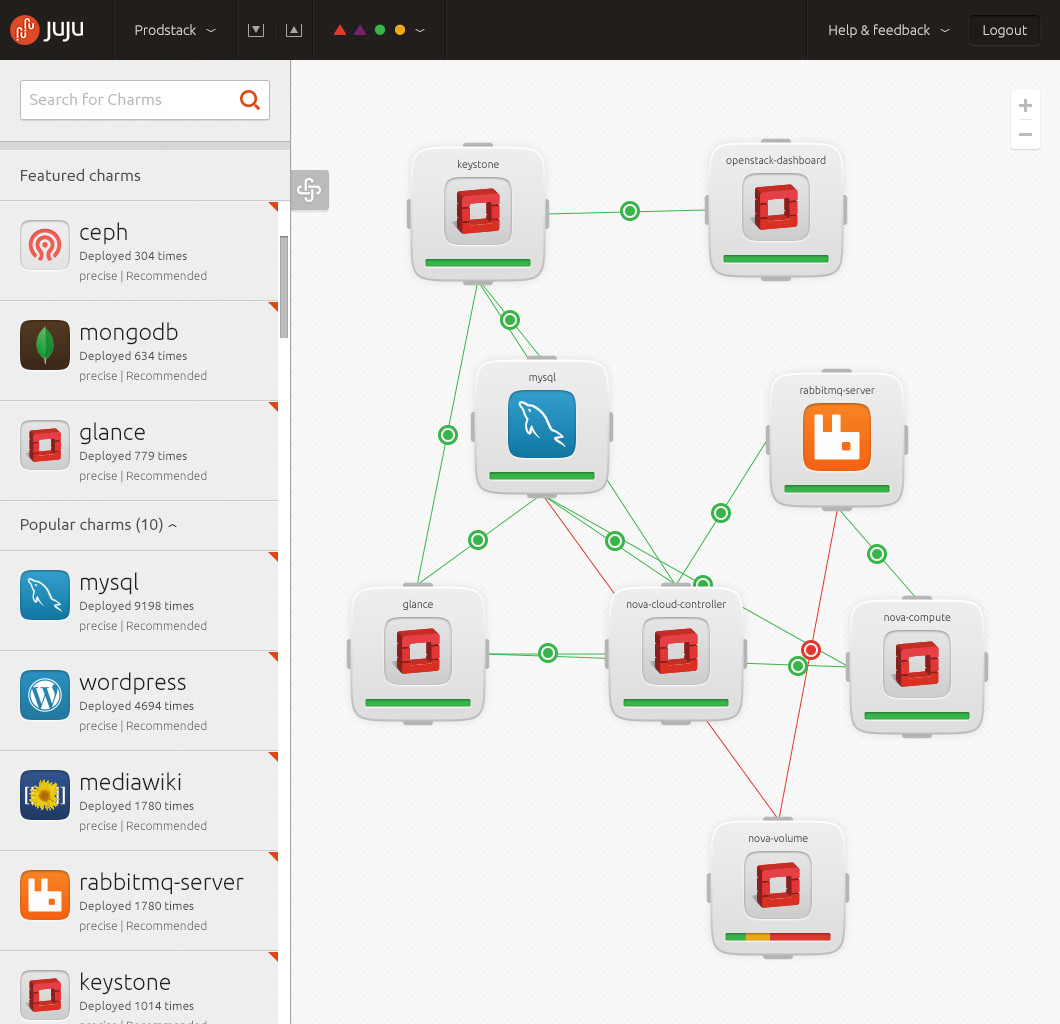 juju
Prodstack
Help & feedback
Logout
Search for Charms
Featured charms
ceph
Deployed 304 times
precise | Recommended
mongodb
Deployed 634 times
precise | Recommended
glance
Deployed 779 times
precise | Recommended
Popular charms (10)
mysql
Deployed 9198 times
precise | Recommended
wordpress
Deployed 4694 times
precise | Recommended
mediawiki
Deployed 1780 times
precise | Recommended
rabbitmq-server
Deployed 1780 times
precise | Recommended
keystone
Deployed 1014 times
precise | Recommended
keystone
openstack-dashboard
mysql
rabbitmq-server
glance
nova-cloud-controller
nova-compute
nova-volume